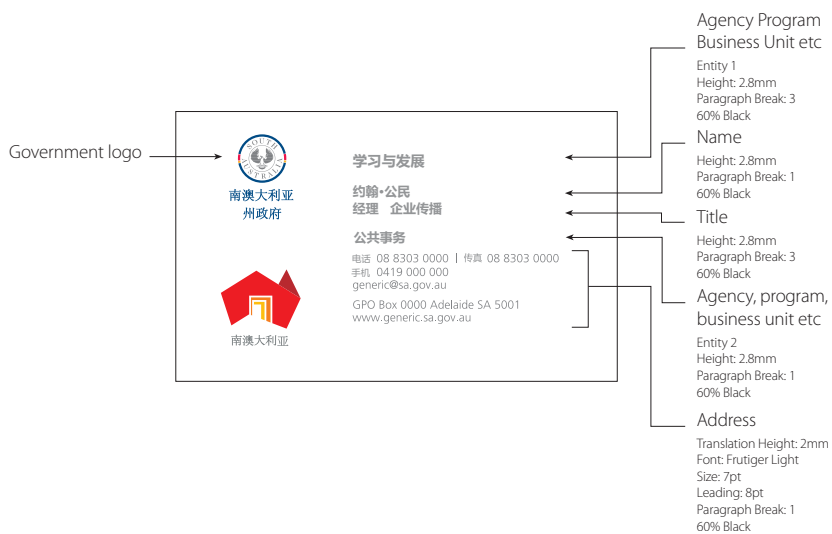 Government logo
SOUTH
AUSTRALIA
南澳大利亚
州政府
南澳大利亚
学习与发展
约翰•公民
经理 企业传播
公共事务
电话 08 8303 0000 | 传真 08 8303 0000
手机 0419 000 000
generic@sa.gov.au
GPO Box 0000 Adelaide SA 5001
www.generic.sa.gov.au
Agency Program
Business Unit etc
Entity 1
Height: 2.8mm
Paragraph Break: 3
60% Black
Name
Height: 2.8mm
Paragraph Break: 1
60% Black
Title
Height: 2.8mm
Paragraph Break: 3
60% Black
Agency, program,
business unit etc
Entity 2
Height: 2.8mm
Paragraph Break: 1
60% Black
Address
Translation Height: 2mm
Font: Frutiger Light
Size: 7pt
Leading: 8pt
Paragraph Break: 1
60% Black